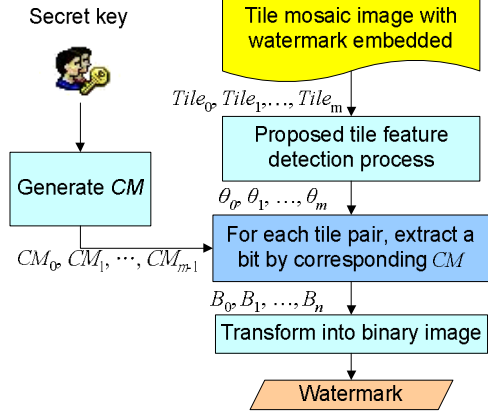 Secret key
Tile mosaic image with
watermark embedded
Tile₀, Tile₁,…, Tileₘ
Proposed tile feature
detection process
Generate CM
θ₀, θ₁, …, θₘ
For each tile pair, extract a
bit by corresponding CM
CM₀, CM₁, ⋯, CMₘ₋₁
B₀, B₁, …, Bₙ
Transform into binary image
Watermark